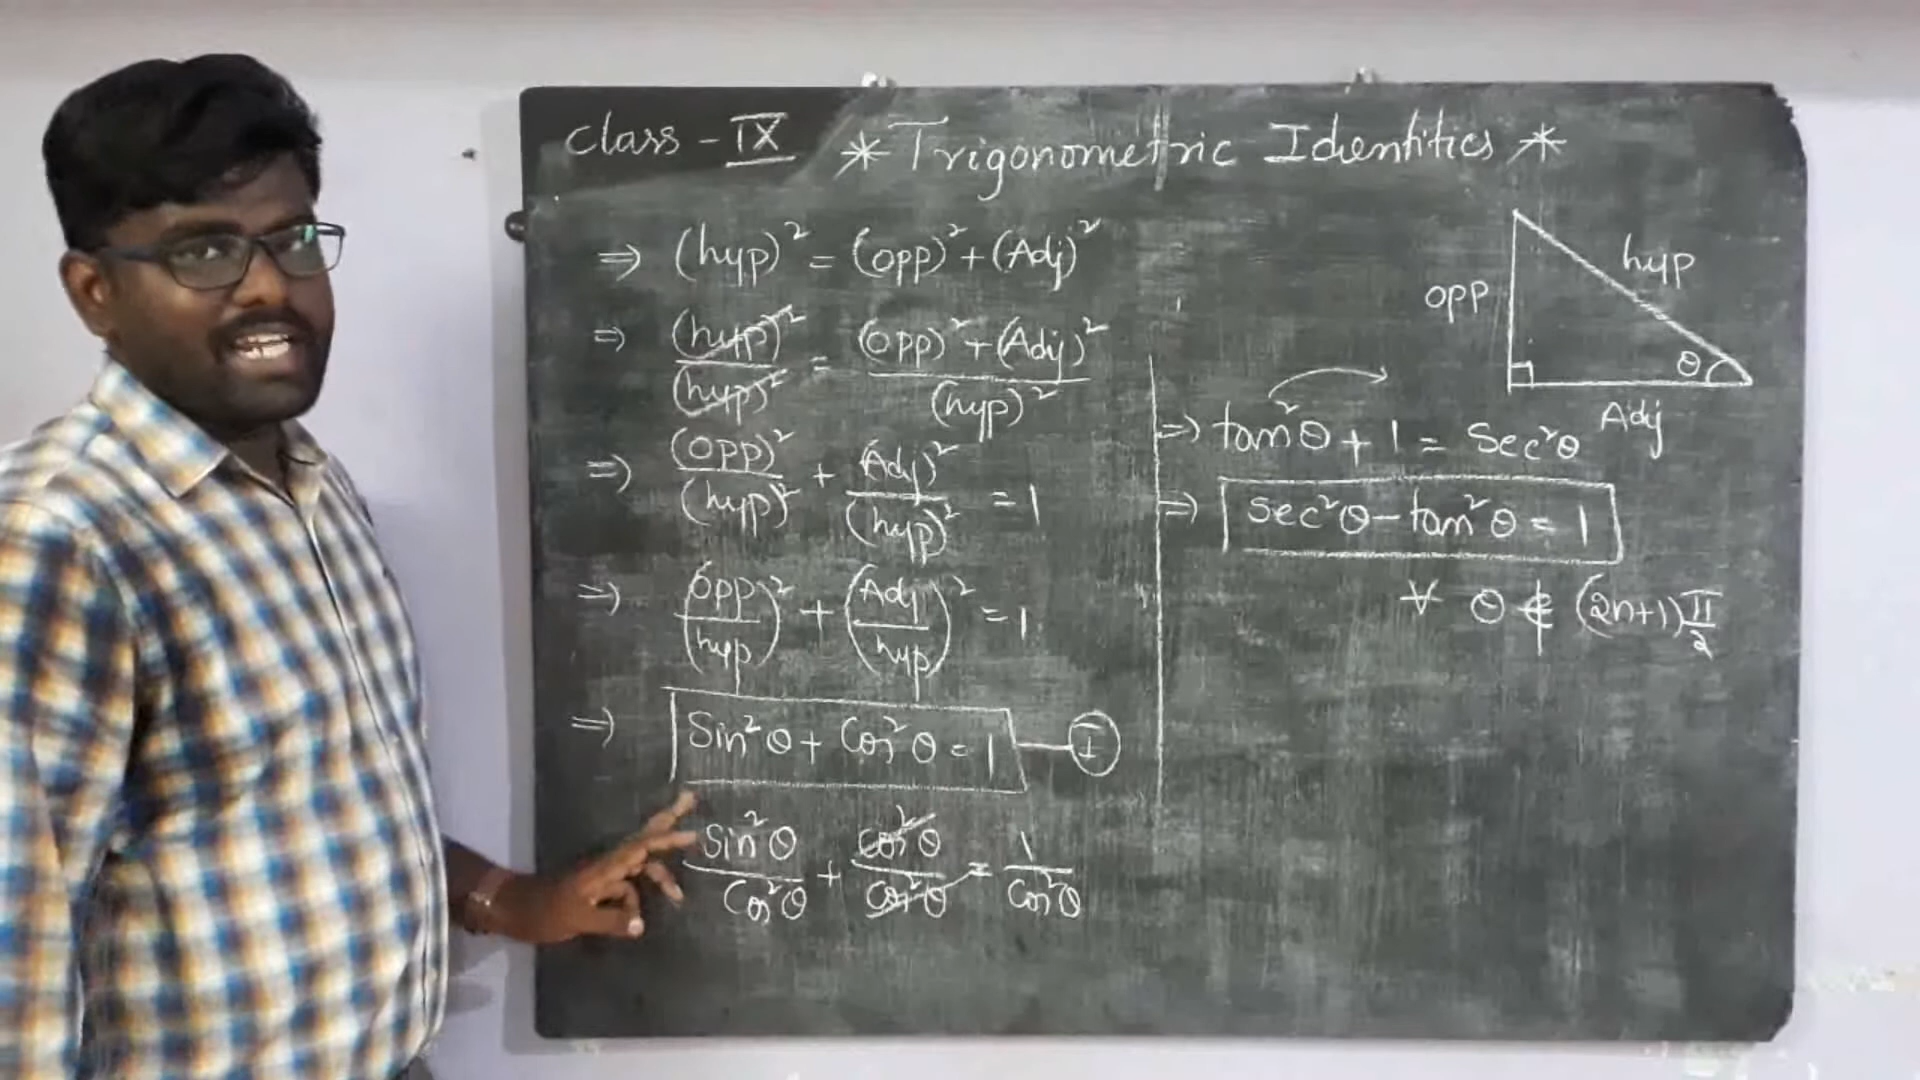 Class - IX * Trigonometric Identities *
⇒ (hyp)² = (opp)² + (Adj)²
⇒ (hyp)²/(hyp)² = ((opp)² + (Adj)²)/(hyp)²
⇒ (opp)²/(hyp)² + (Adj)²/(hyp)² = 1
⇒ (opp/hyp)² + (Adj/hyp)² = 1
⇒ Sin²θ + Cos²θ = 1 — I
Sin²θ/Cos²θ + Cos²θ/Cos²θ = 1/Cos²θ
opp
hyp
θ
Adj
⇒ tan²θ + 1 = Sec²θ
⇒ Sec²θ - tan²θ = 1
∀ θ ∉ (2n+1)π/2